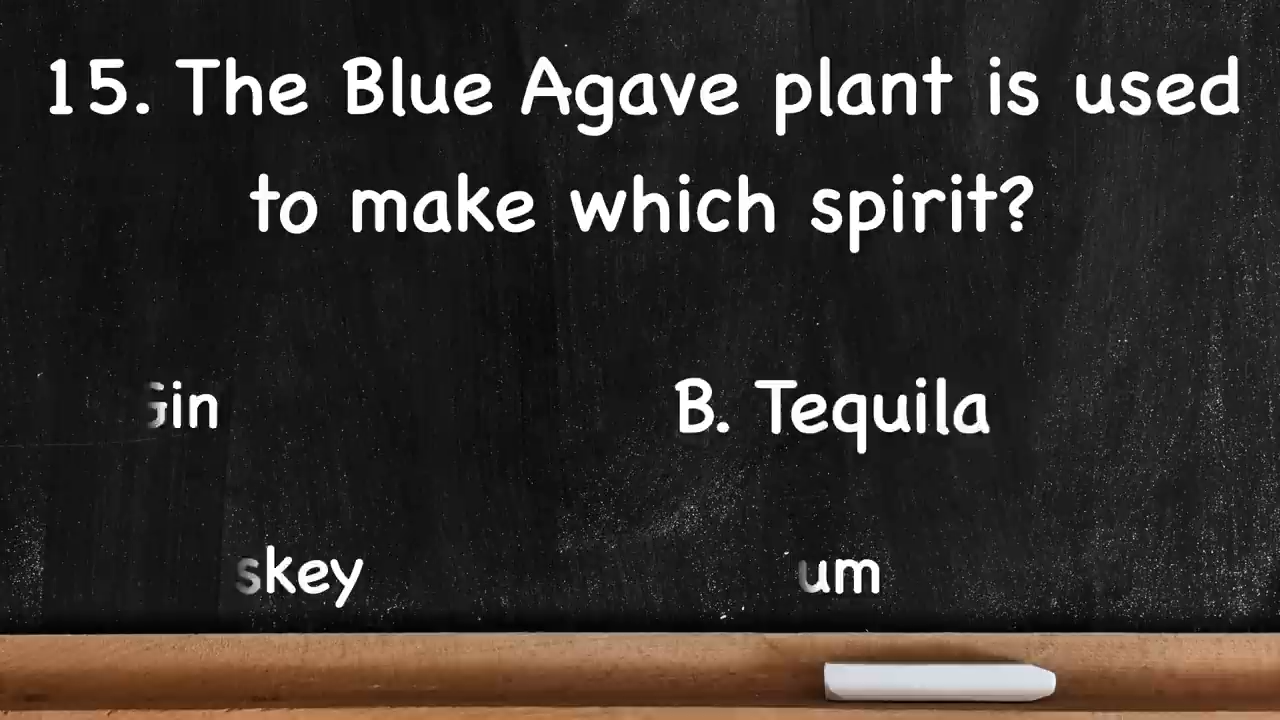 15. The Blue Agave plant is used
to make which spirit?
Gin
B. Tequila
skey
um